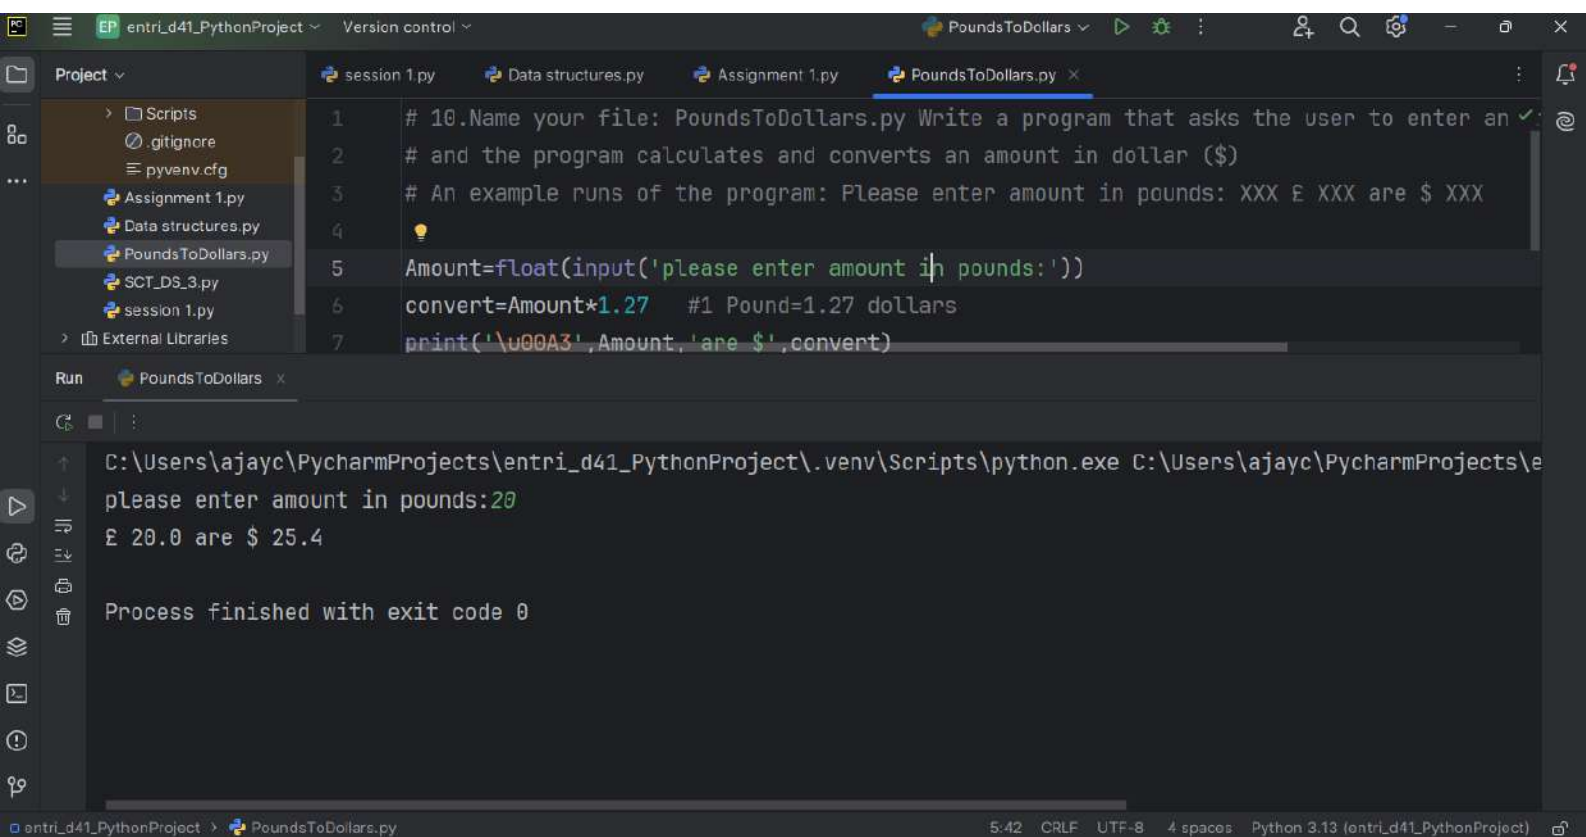 PC
EP entri_d41_PythonProject Version control PoundsToDollars
Project session 1.py Data structures.py Assignment 1.py PoundsToDollars.py
Scripts
.gitignore
pyvenv.cfg
Assignment 1.py
Data structures.py
PoundsToDollars.py
SCT_DS_3.py
session 1.py
External Libraries
1 # 10.Name your file: PoundsToDollars.py Write a program that asks the user to enter an
2 # and the program calculates and converts an amount in dollar ($)
3 # An example runs of the program: Please enter amount in pounds: XXX £ XXX are $ XXX
4
5 Amount=float(input('please enter amount in pounds:'))
6 convert=Amount*1.27 #1 Pound=1.27 dollars
7 print('\u00A3',Amount,'are $',convert)
Run PoundsToDollars
C:\Users\ajayc\PycharmProjects\entri_d41_PythonProject\.venv\Scripts\python.exe C:\Users\ajayc\PycharmProjects\e
please enter amount in pounds:20
£ 20.0 are $ 25.4
Process finished with exit code 0
entri_d41_PythonProject > PoundsToDollars.py 5:42 CRLF UTF-8 4 spaces Python 3.13 (entri_d41_PythonProject)